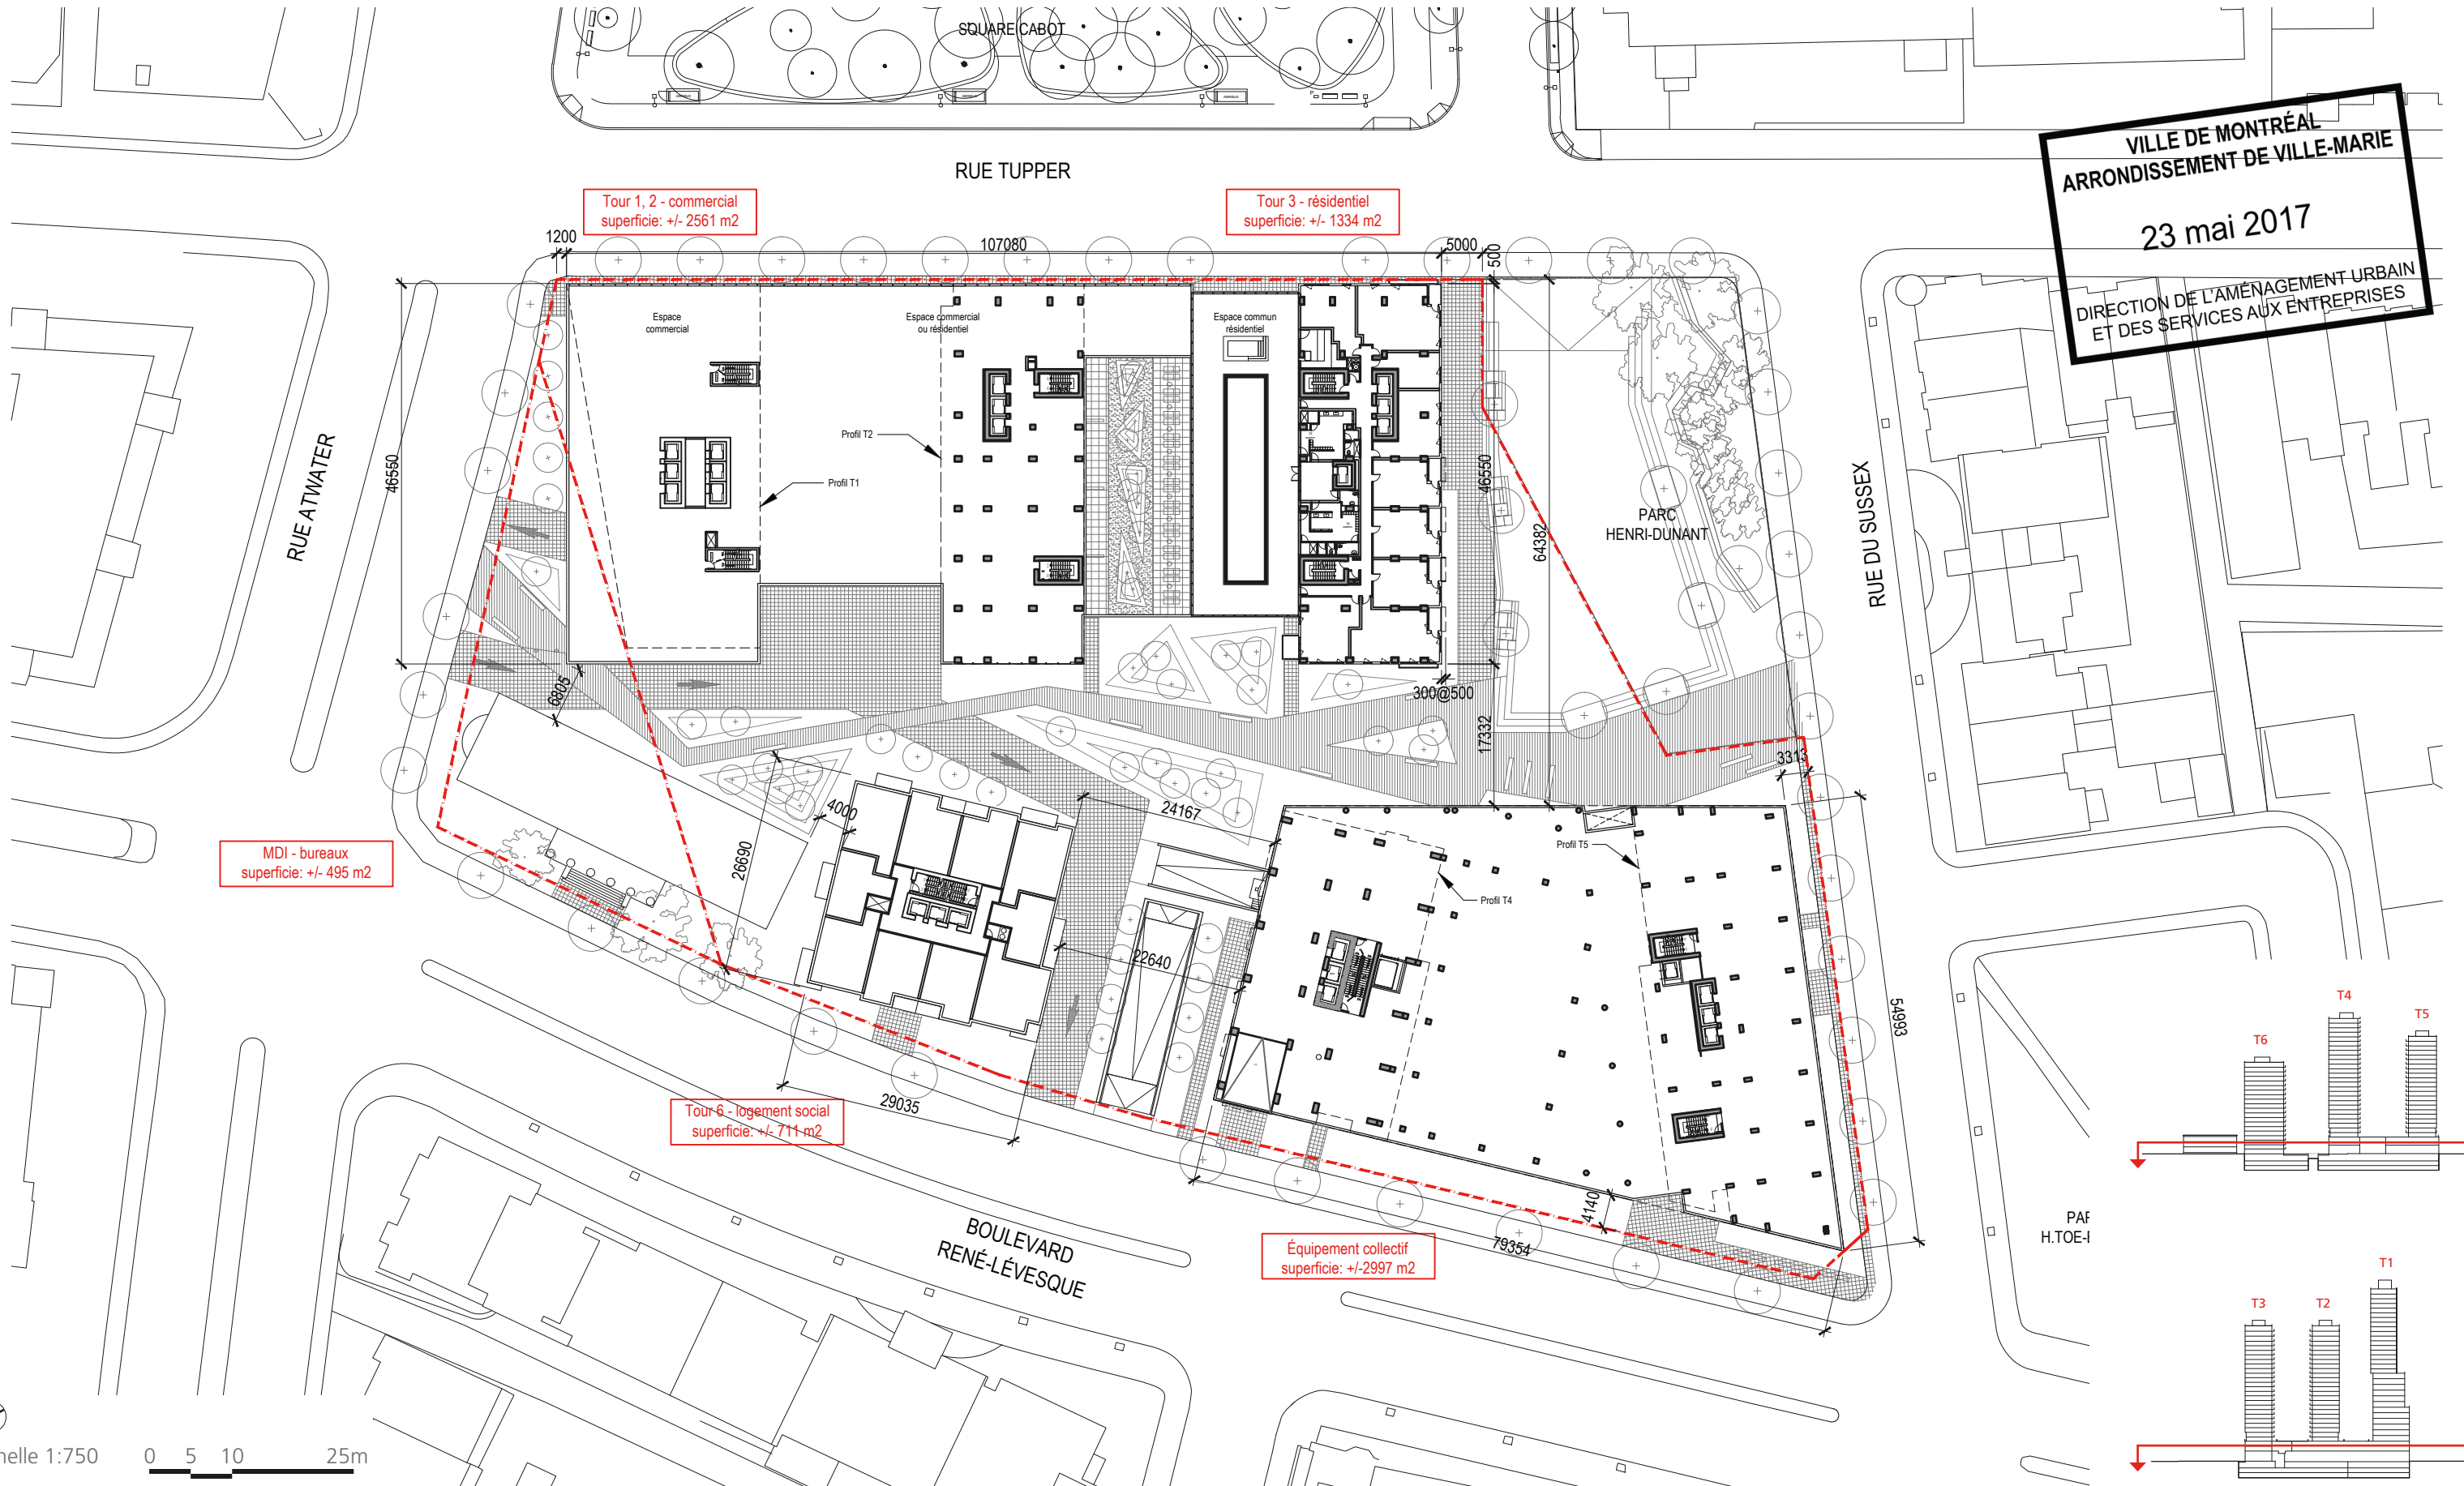 SQUARE CABOT
RUE TUPPER
VILLE DE MONTRÉAL
ARRONDISSEMENT DE VILLE-MARIE
23 mai 2017
DIRECTION DE L'AMÉNAGEMENT URBAIN
ET DES SERVICES AUX ENTREPRISES
Tour 1, 2 - commercial
superficie: +/- 2561 m2
Tour 3 - résidentiel
superficie: +/- 1334 m2
1200
107080
5000
500
Espace
commercial
Espace commercial
ou résidentiel
Espace commun
résidentiel
RUE ATWATER
46550
Profil T2
Profil T1
46550
64382
PARC
HENRI-DUNANT
RUE DU SUSSEX
6805
300@500
17332
3313
4000
24167
26690
MDI - bureaux
superficie: +/- 495 m2
Profil T5
Profil T4
22640
54993
29035
Tour 6 - logement social
superficie: +/- 711 m2
4140
79354
Équipement collectif
superficie: +/-2997 m2
BOULEVARD
RENÉ-LÉVESQUE
H.TOE-
T4
T5
T6
T1
T3
T2
1:750
0 5 10 25m